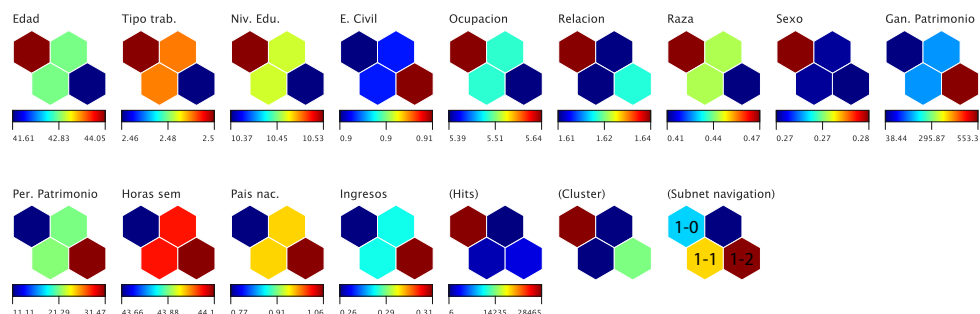 Edad Tipo trab. Niv. Edu. E. Civil Ocupacion Relacion Raza Sexo Gan. Patrimonio
41.61 42.83 44.05 2.46 2.48 2.5 10.37 10.45 10.53 0.9 0.9 0.91 5.39 5.51 5.64 1.61 1.62 1.64 0.41 0.44 0.47 0.27 0.27 0.28 38.44 295.87 553.3
Per. Patrimonio Horas sem Pais nac. Ingresos (Hits) (Cluster) (Subnet navigation)
1-0
1-1 1-2
11.11 21.29 31.47 43.66 43.88 44.1 0.77 0.91 1.06 0.26 0.29 0.31 6 14235 28465